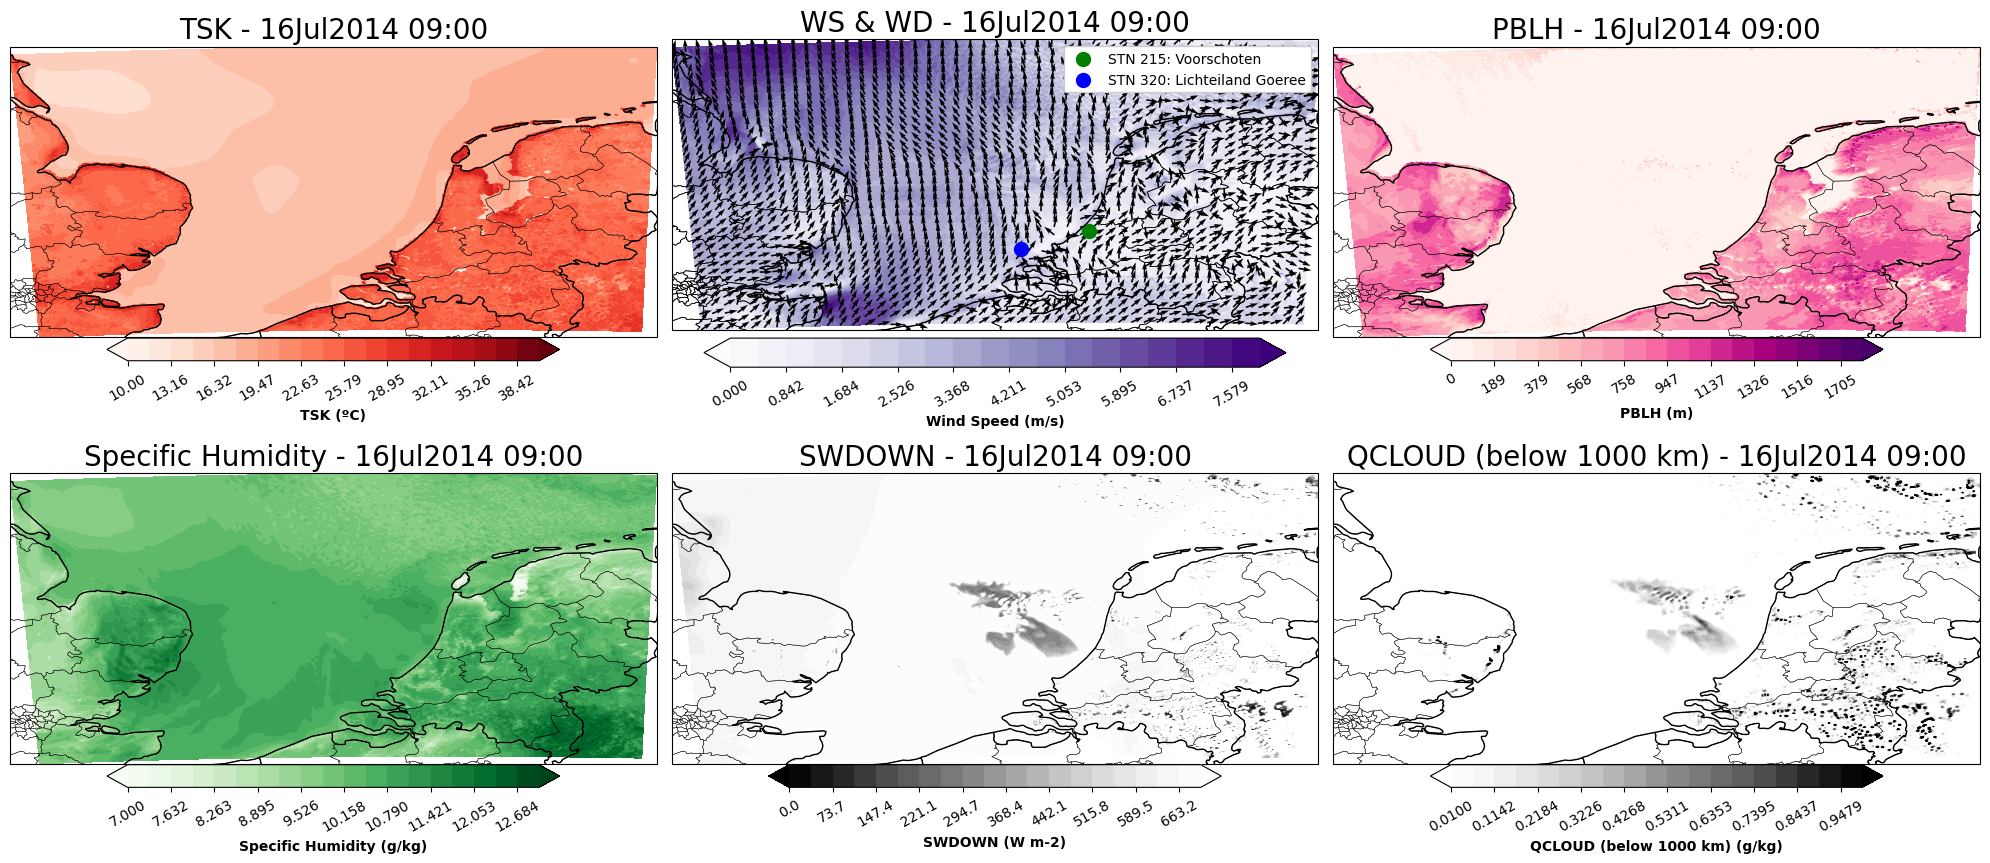 TSK - 16Jul2014 09:00
WS & WD - 16Jul2014 09:00
PBLH - 16Jul2014 09:00
STN 215: Voorschoten
STN 320: Lichteiland Goeree
10.00 13.16 16.32 19.47 22.63 25.79 28.95 32.11 35.26 38.42
TSK (ºC)
0.000 0.842 1.684 2.526 3.368 4.211 5.053 5.895 6.737 7.579
Wind Speed (m/s)
0 189 379 568 758 947 1137 1326 1516 1705
PBLH (m)
Specific Humidity - 16Jul2014 09:00
SWDOWN - 16Jul2014 09:00
QCLOUD (below 1000 km) - 16Jul2014 09:00
7.000 7.632 8.263 8.895 9.526 10.158 10.790 11.421 12.053 12.684
Specific Humidity (g/kg)
0.0 73.7 147.4 221.1 294.7 368.4 442.1 515.8 589.5 663.2
SWDOWN (W m-2)
0.0100 0.1142 0.2184 0.3226 0.4268 0.5311 0.6353 0.7395 0.8437 0.9479
QCLOUD (below 1000 km) (g/kg)